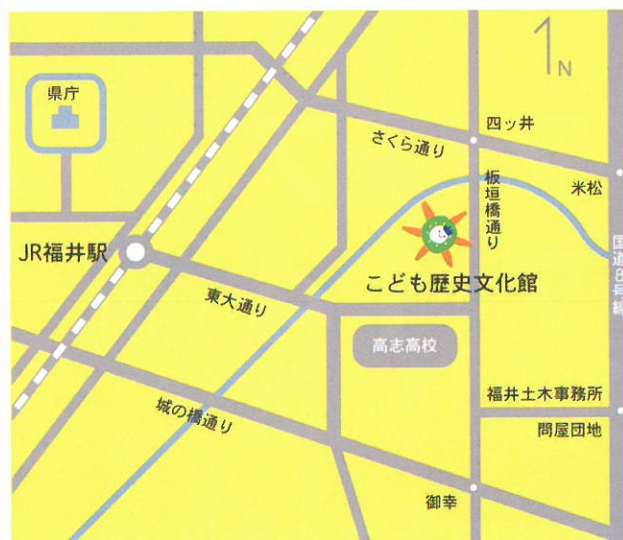 N
県庁
四ッ井
さくら通り
米松
板垣橋通り
国道8号線
JR福井駅
こども歴史文化館
東大通り
高志高校
福井土木事務所
城の橋通り
問屋団地
御幸